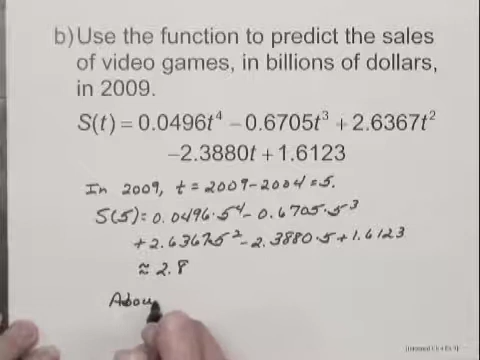 b) Use the function to predict the sales
of video games, in billions of dollars,
in 2009.
S(t) = 0.0496t⁴ − 0.6705t³ + 2.6367t²
−2.3880t + 1.6123
In 2009, t = 2009 − 2004 = 5.
S(5) = 0.0496·5⁴ − 0.6705·5³
+ 2.6367·5² − 2.3880·5 + 1.6123
≈ 2.8
Abou